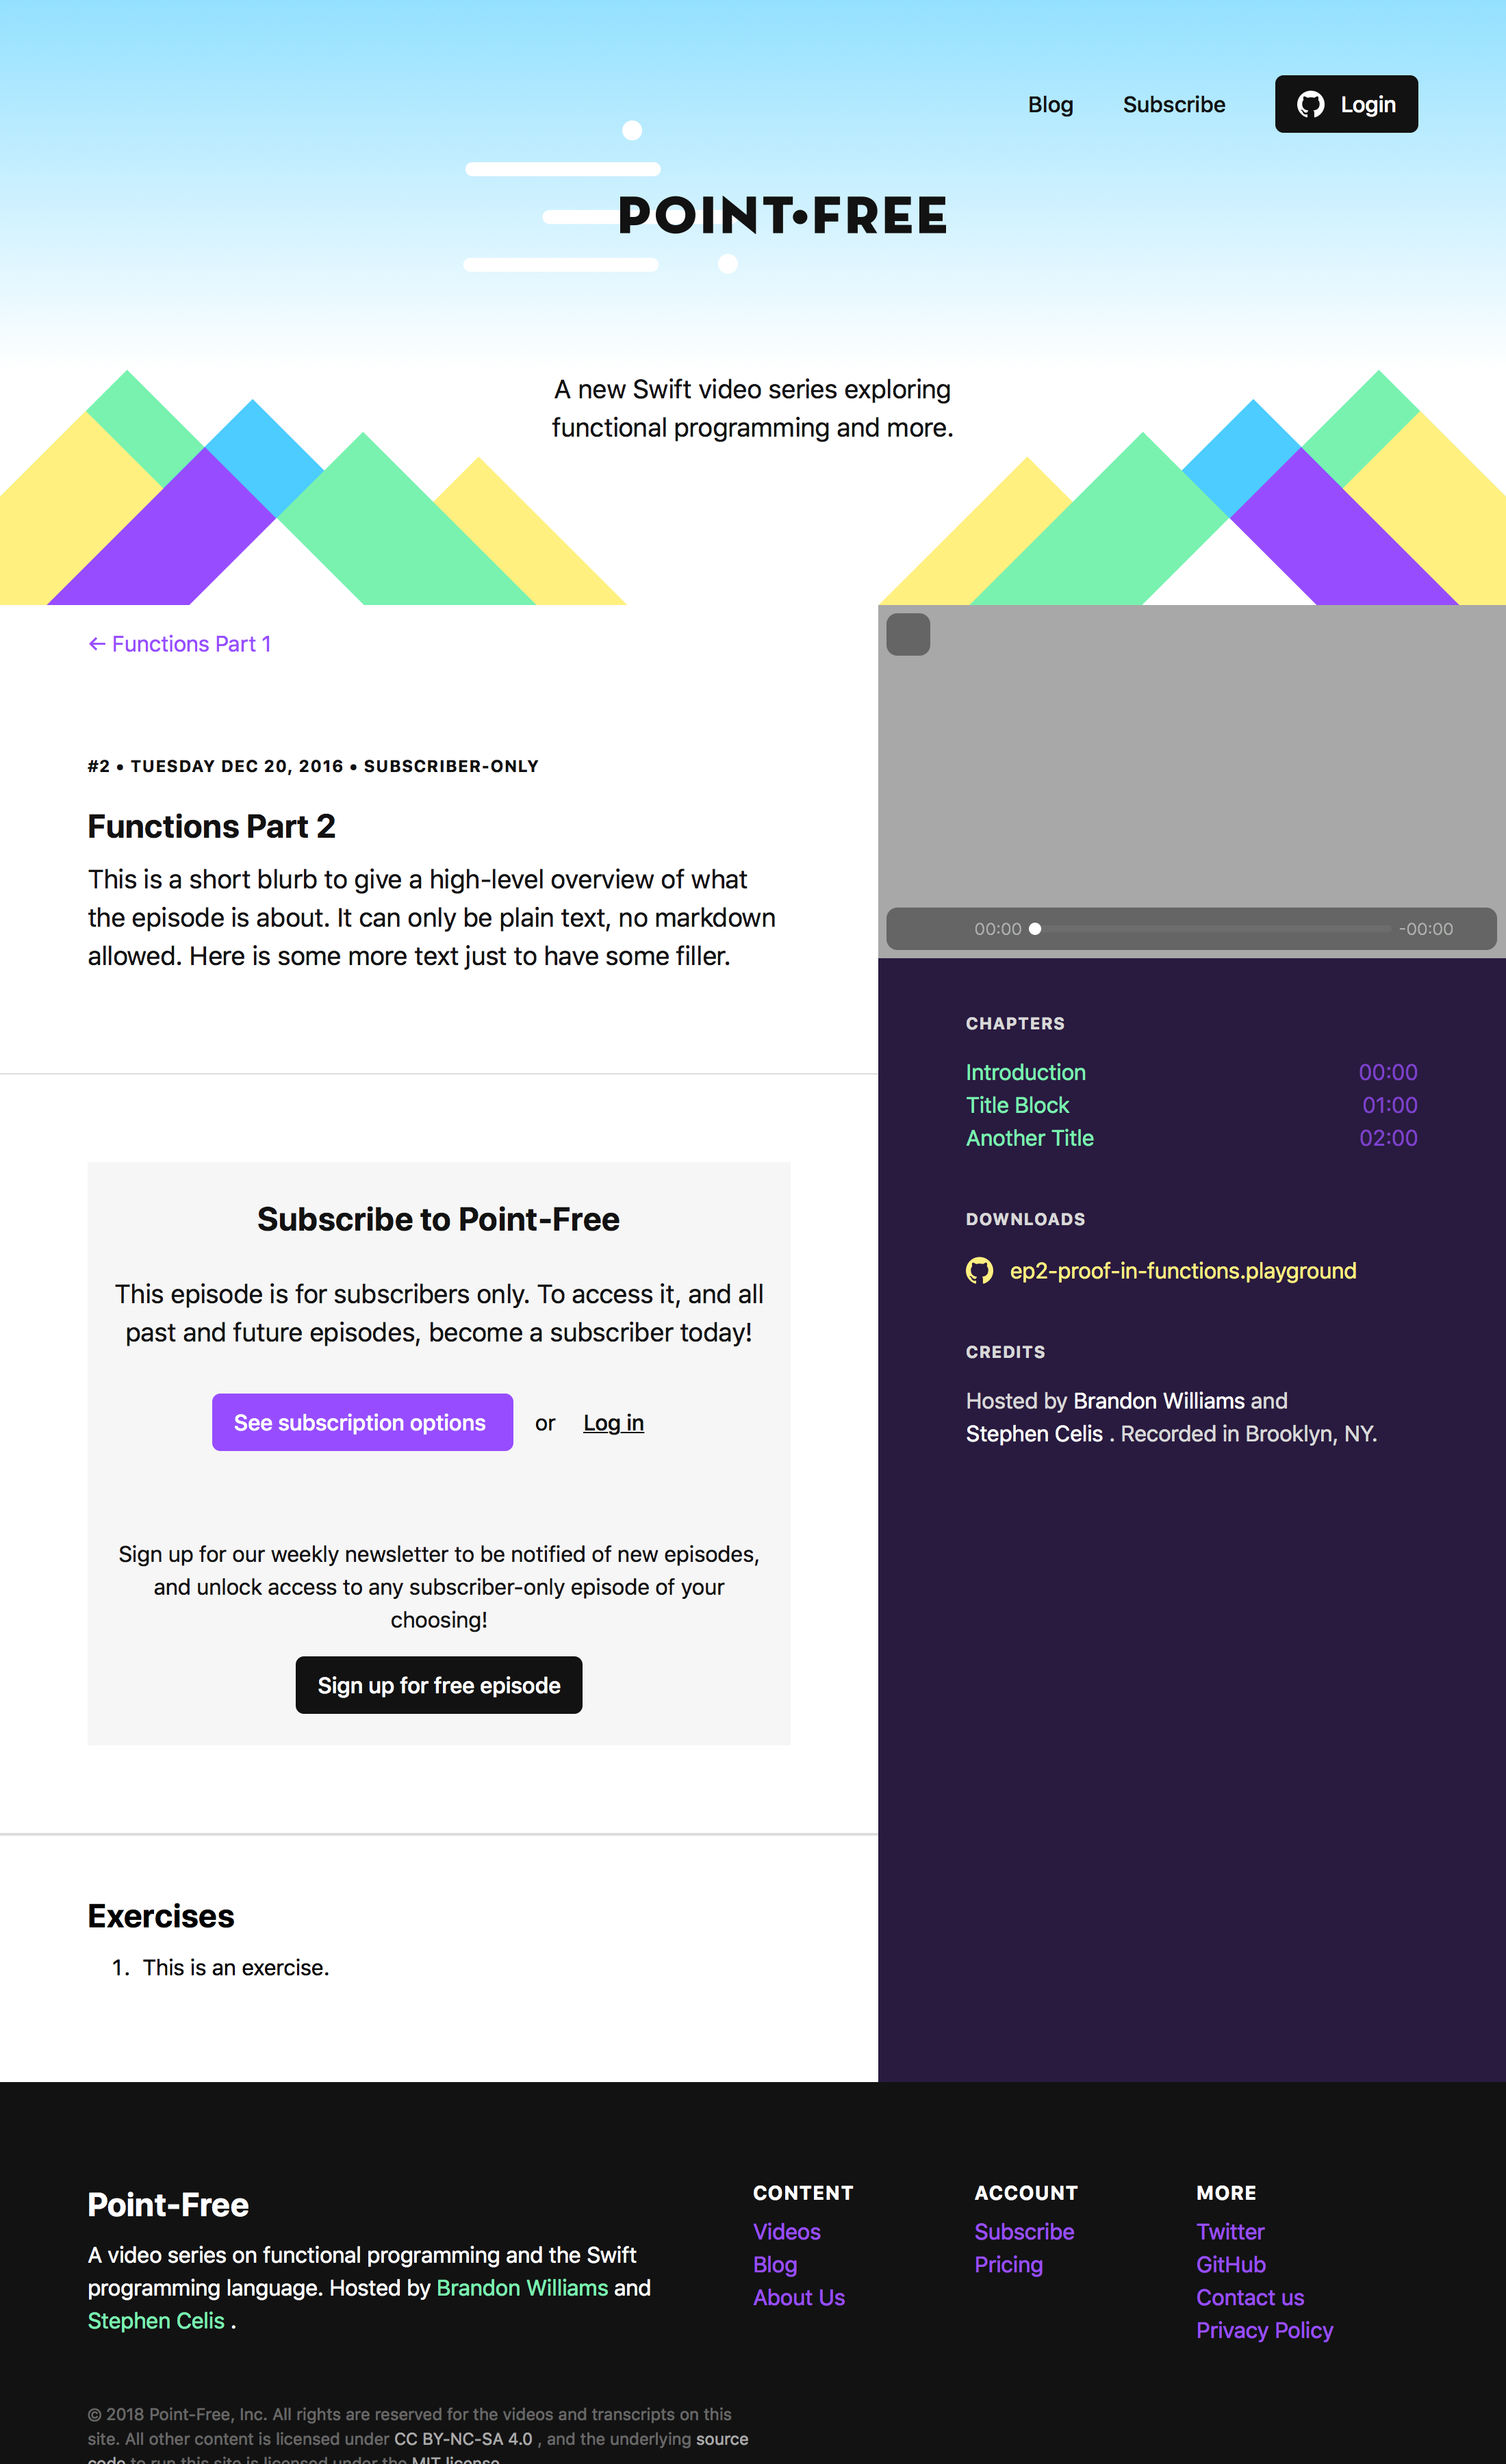 Blog Subscribe Login
POINT•FREE
A new Swift video series exploring
functional programming and more.
← Functions Part 1
#2 • TUESDAY DEC 20, 2016 • SUBSCRIBER-ONLY
Functions Part 2
This is a short blurb to give a high-level overview of what
the episode is about. It can only be plain text, no markdown
allowed. Here is some more text just to have some filler.
Subscribe to Point-Free
This episode is for subscribers only. To access it, and all
past and future episodes, become a subscriber today!
See subscription options or Log in
Sign up for our weekly newsletter to be notified of new episodes,
and unlock access to any subscriber-only episode of your
choosing!
Sign up for free episode
Exercises
1. This is an exercise.
00:00 -00:00
CHAPTERS
Introduction 00:00
Title Block 01:00
Another Title 02:00
DOWNLOADS
ep2-proof-in-functions.playground
CREDITS
Hosted by Brandon Williams and
Stephen Celis . Recorded in Brooklyn, NY.
Point-Free
A video series on functional programming and the Swift
programming language. Hosted by Brandon Williams and
Stephen Celis .
CONTENT
Videos
Blog
About Us
ACCOUNT
Subscribe
Pricing
MORE
Twitter
GitHub
Contact us
Privacy Policy
© 2018 Point-Free, Inc. All rights are reserved for the videos and transcripts on this
site. All other content is licensed under CC BY-NC-SA 4.0 , and the underlying source
code to run this site is licensed under the MIT license